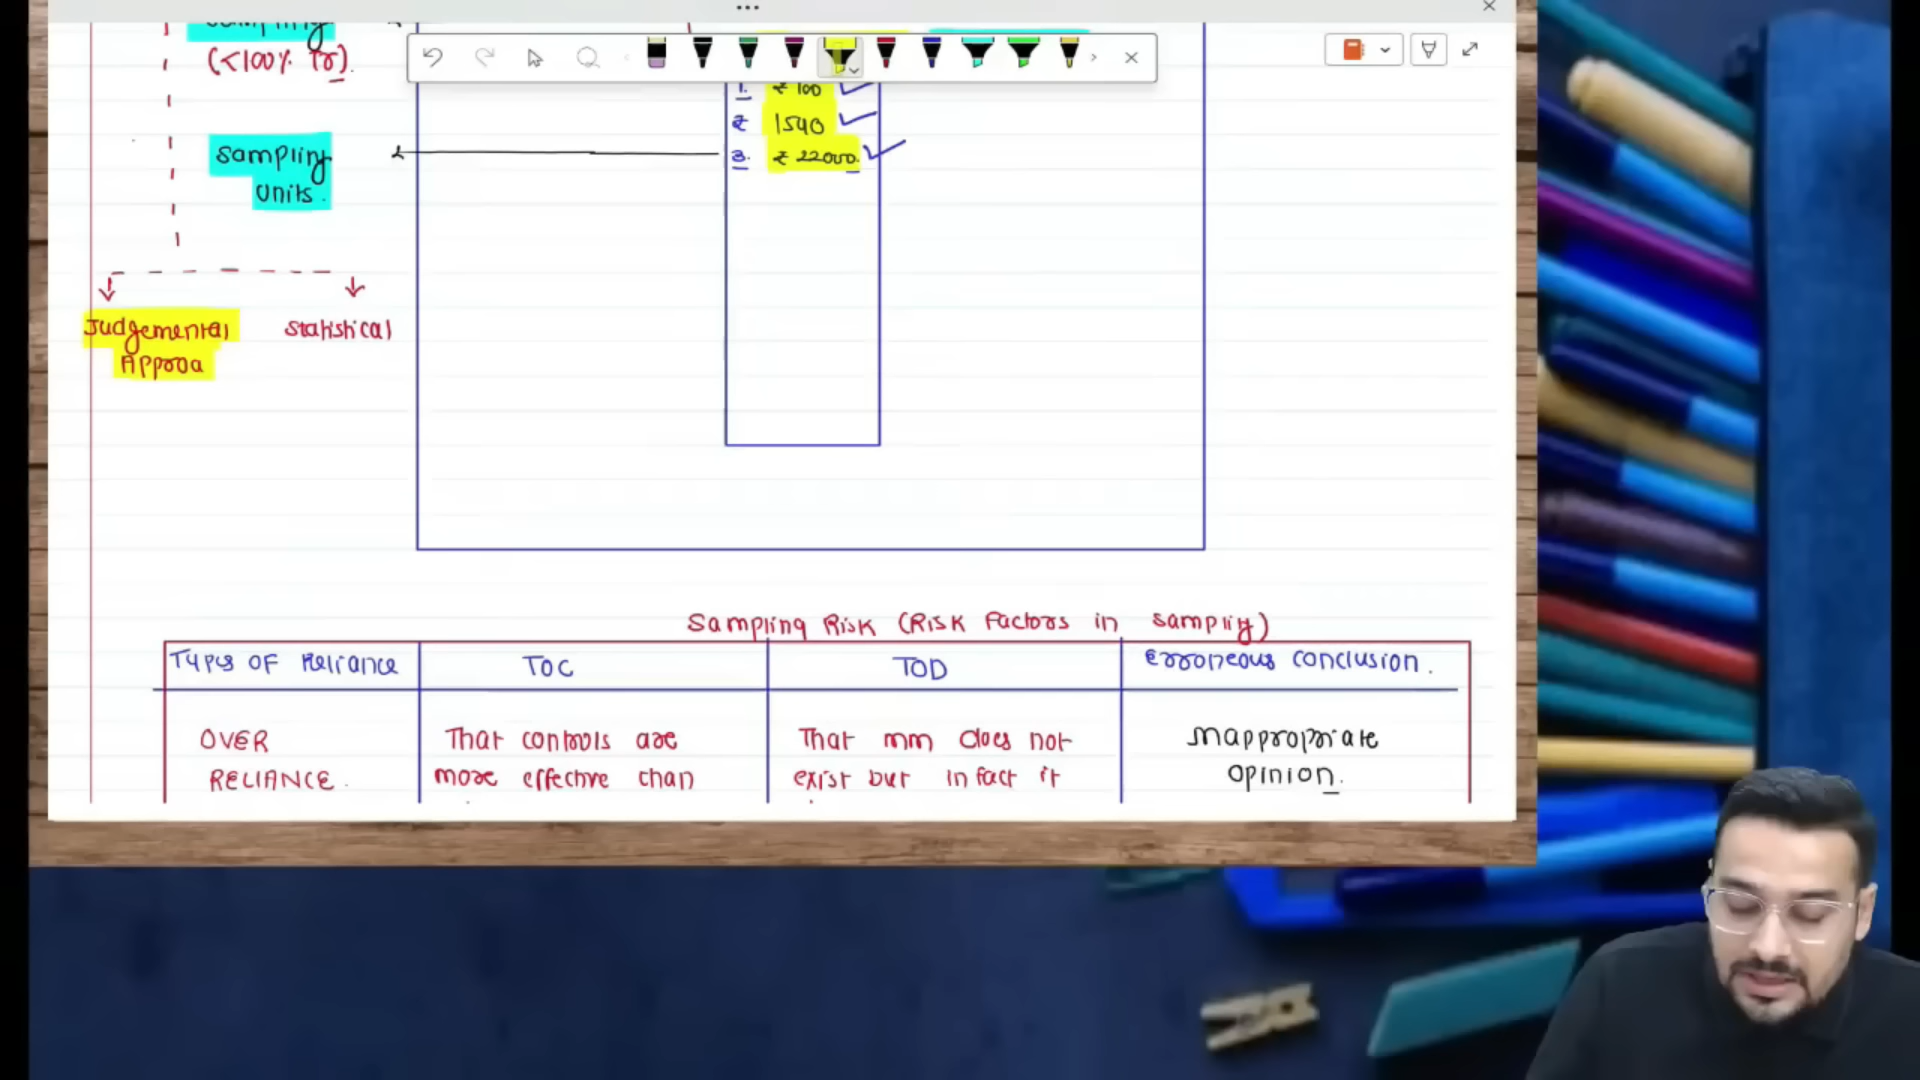 (<100% Tr).
1. ₹ 100
2 1540
3. ₹ 22000.
Sampling
Units.
Judgemental
Approa
Statistical
Sampling Risk (Risk Factors in sampling)
Types OF Reliance
TOC
TOD
Erroneous conclusion.
OVER
RELIANCE.
That controls are
more effective than
That mm does not
exist but in fact it
Inappropriate
opinion.